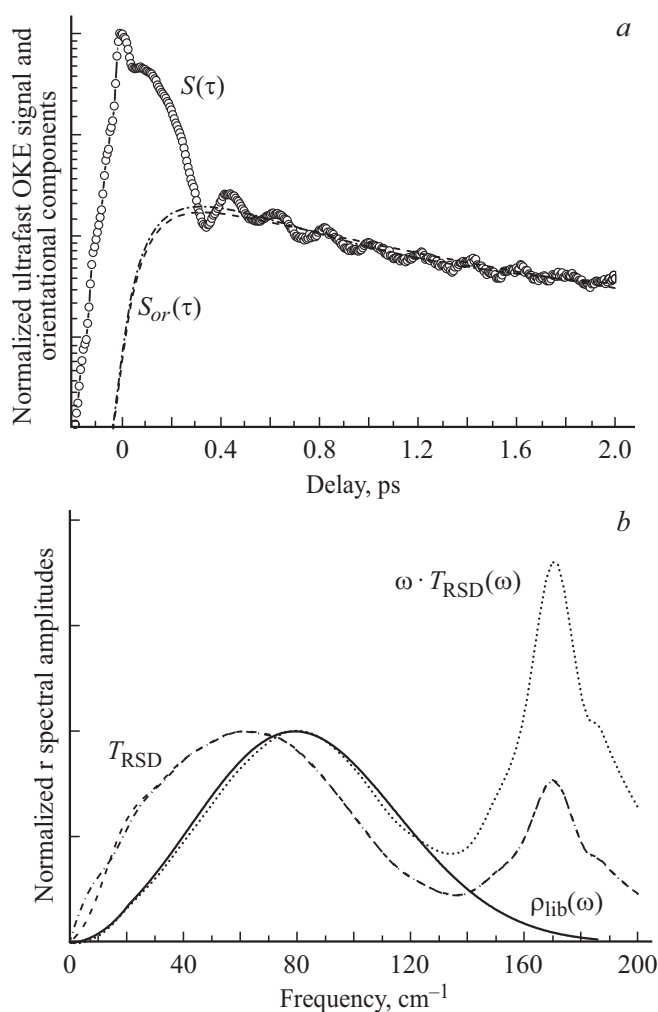 a
Normalized ultrafast OKE signal and
orientational components
S(τ)
S_or(τ)
0 0.4 0.8 1.2 1.6 2.0
Delay, ps
b
Normalized r spectral amplitudes
ω · T_RSD(ω)
T_RSD
ρ_lib(ω)
0 40 80 120 160 200
Frequency, cm⁻¹